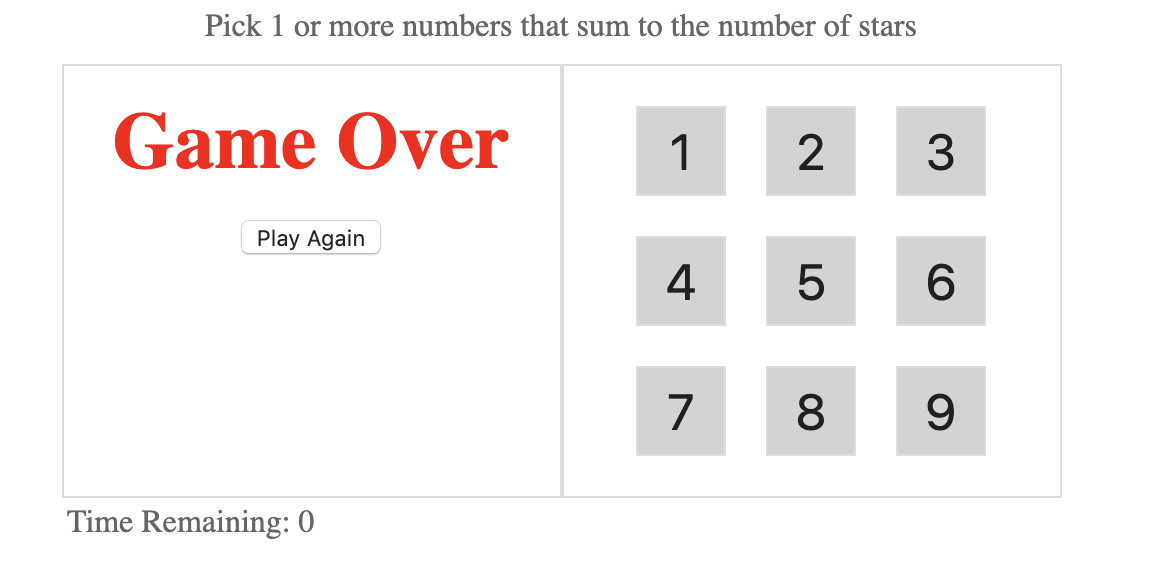 Pick 1 or more numbers that sum to the number of stars
Game Over
Play Again
1 2 3
4 5 6
7 8 9
Time Remaining: 0